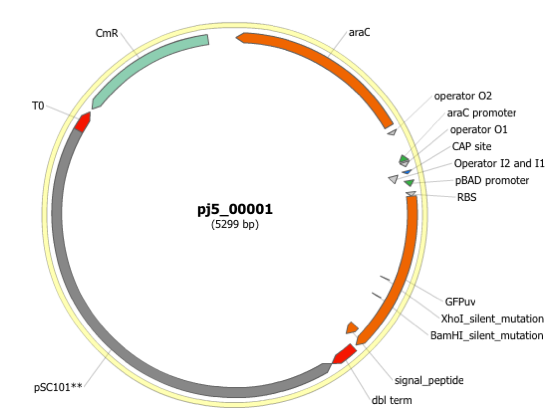 CmR
araC
T0
operator O2
araC promoter
operator O1
CAP site
Operator I2 and I1
pBAD promoter
RBS
pj5_00001
(5299 bp)
GFPuv
XhoI_silent_mutation
BamHI_silent_mutation
signal_peptide
dbl term
pSC101**